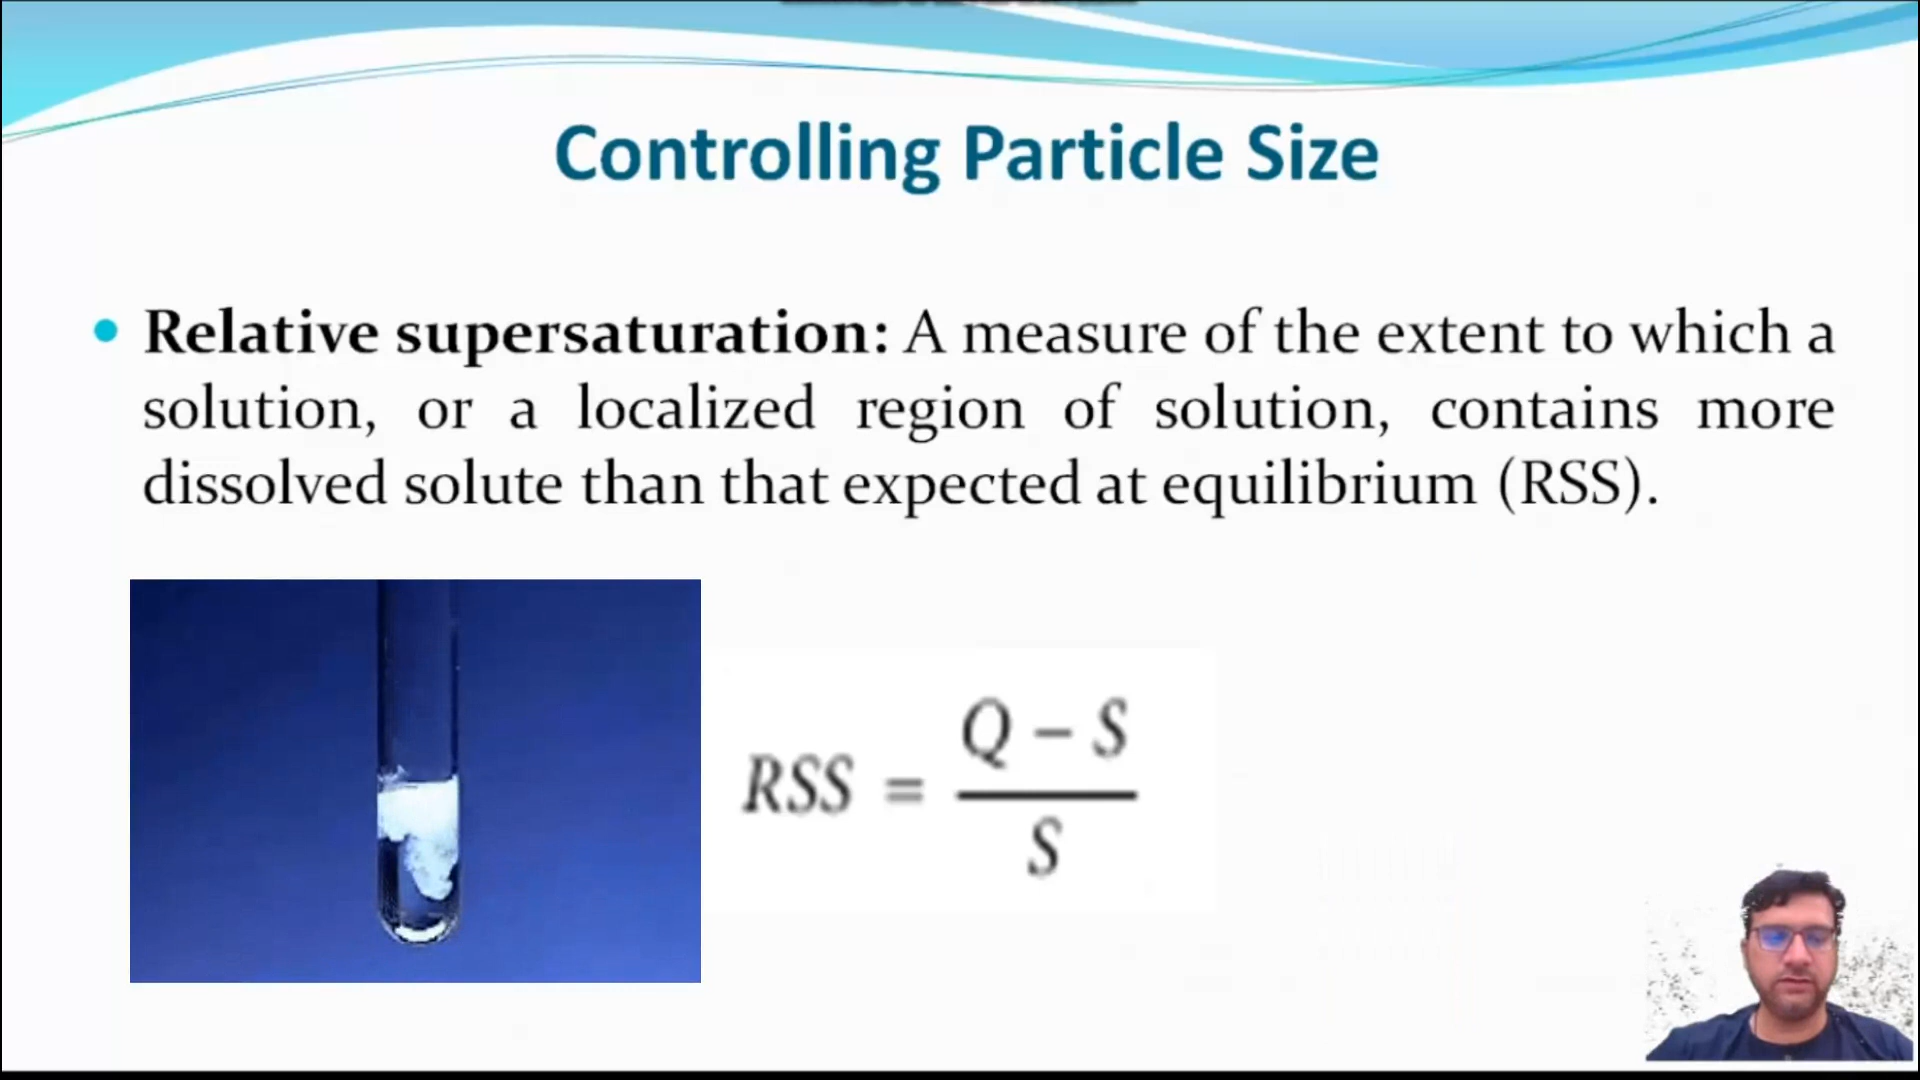 Controlling Particle Size
• Relative supersaturation: A measure of the extent to which a
solution, or a localized region of solution, contains more
dissolved solute than that expected at equilibrium (RSS).
RSS = \frac{Q - S}{S}